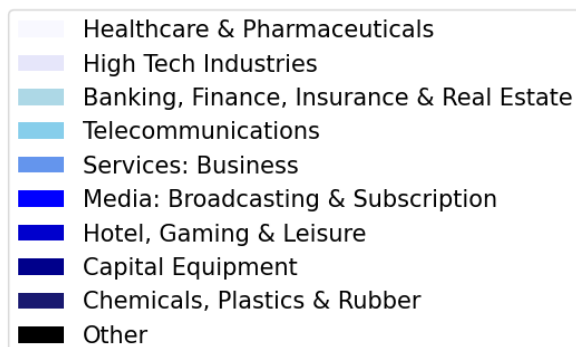 Healthcare & Pharmaceuticals
High Tech Industries
Banking, Finance, Insurance & Real Estate
Telecommunications
Services: Business
Media: Broadcasting & Subscription
Hotel, Gaming & Leisure
Capital Equipment
Chemicals, Plastics & Rubber
Other